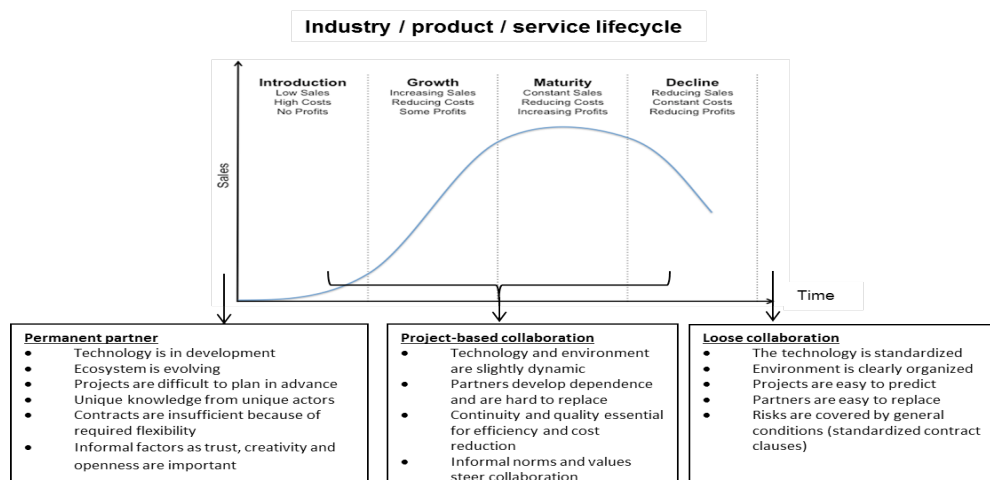 Industry / product / service lifecycle
Introduction
Low Sales
High Costs
No Profits
Growth
Increasing Sales
Reducing Costs
Some Profits
Maturity
Constant Sales
Reducing Costs
Increasing Profits
Decline
Reducing Sales
Constant Costs
Reducing Profits
Sales
Time
Permanent partner
• Technology is in development
• Ecosystem is evolving
• Projects are difficult to plan in advance
• Unique knowledge from unique actors
• Contracts are insufficient because of
required flexibility
• Informal factors as trust, creativity and
openness are important
Project-based collaboration
• Technology and environment
are slightly dynamic
• Partners develop dependence
and are hard to replace
• Continuity and quality essential
for efficiency and cost
reduction
• Informal norms and values
steer collaboration
Loose collaboration
• The technology is standardized
• Environment is clearly organized
• Projects are easy to predict
• Partners are easy to replace
• Risks are covered by general
conditions (standardized contract
clauses)